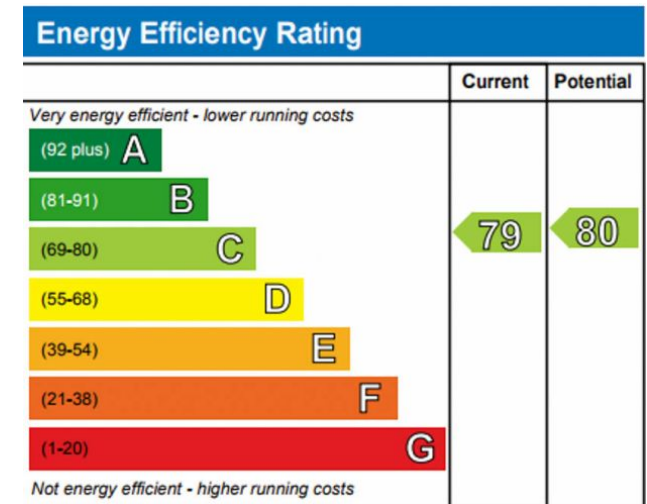 Energy Efficiency Rating
Current Potential
Very energy efficient - lower running costs
(92 plus) A
(81-91) B
(69-80) C
79 80
(55-68) D
(39-54) E
(21-38) F
(1-20) G
Not energy efficient - higher running costs